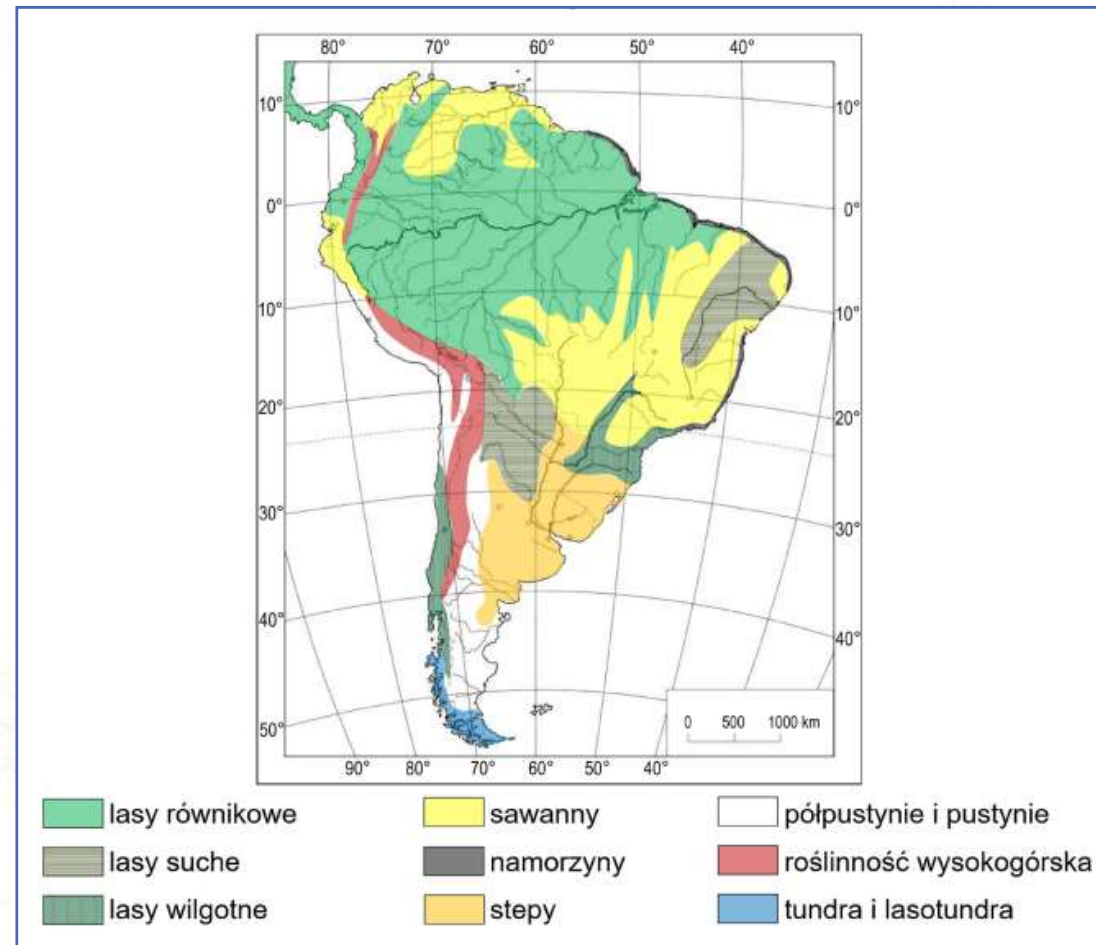 80° 70° 60° 50° 40°
10° 10°
0° 0°
10° 10°
20° 20°
30° 30°
40° 40°
50°
0 500 1000 km
90° 80° 70° 60° 50° 40°
lasy równikowe sawanny półpustynie i pustynie
lasy suche namorzyny roślinność wysokogórska
lasy wilgotne stepy tundra i lasotundra